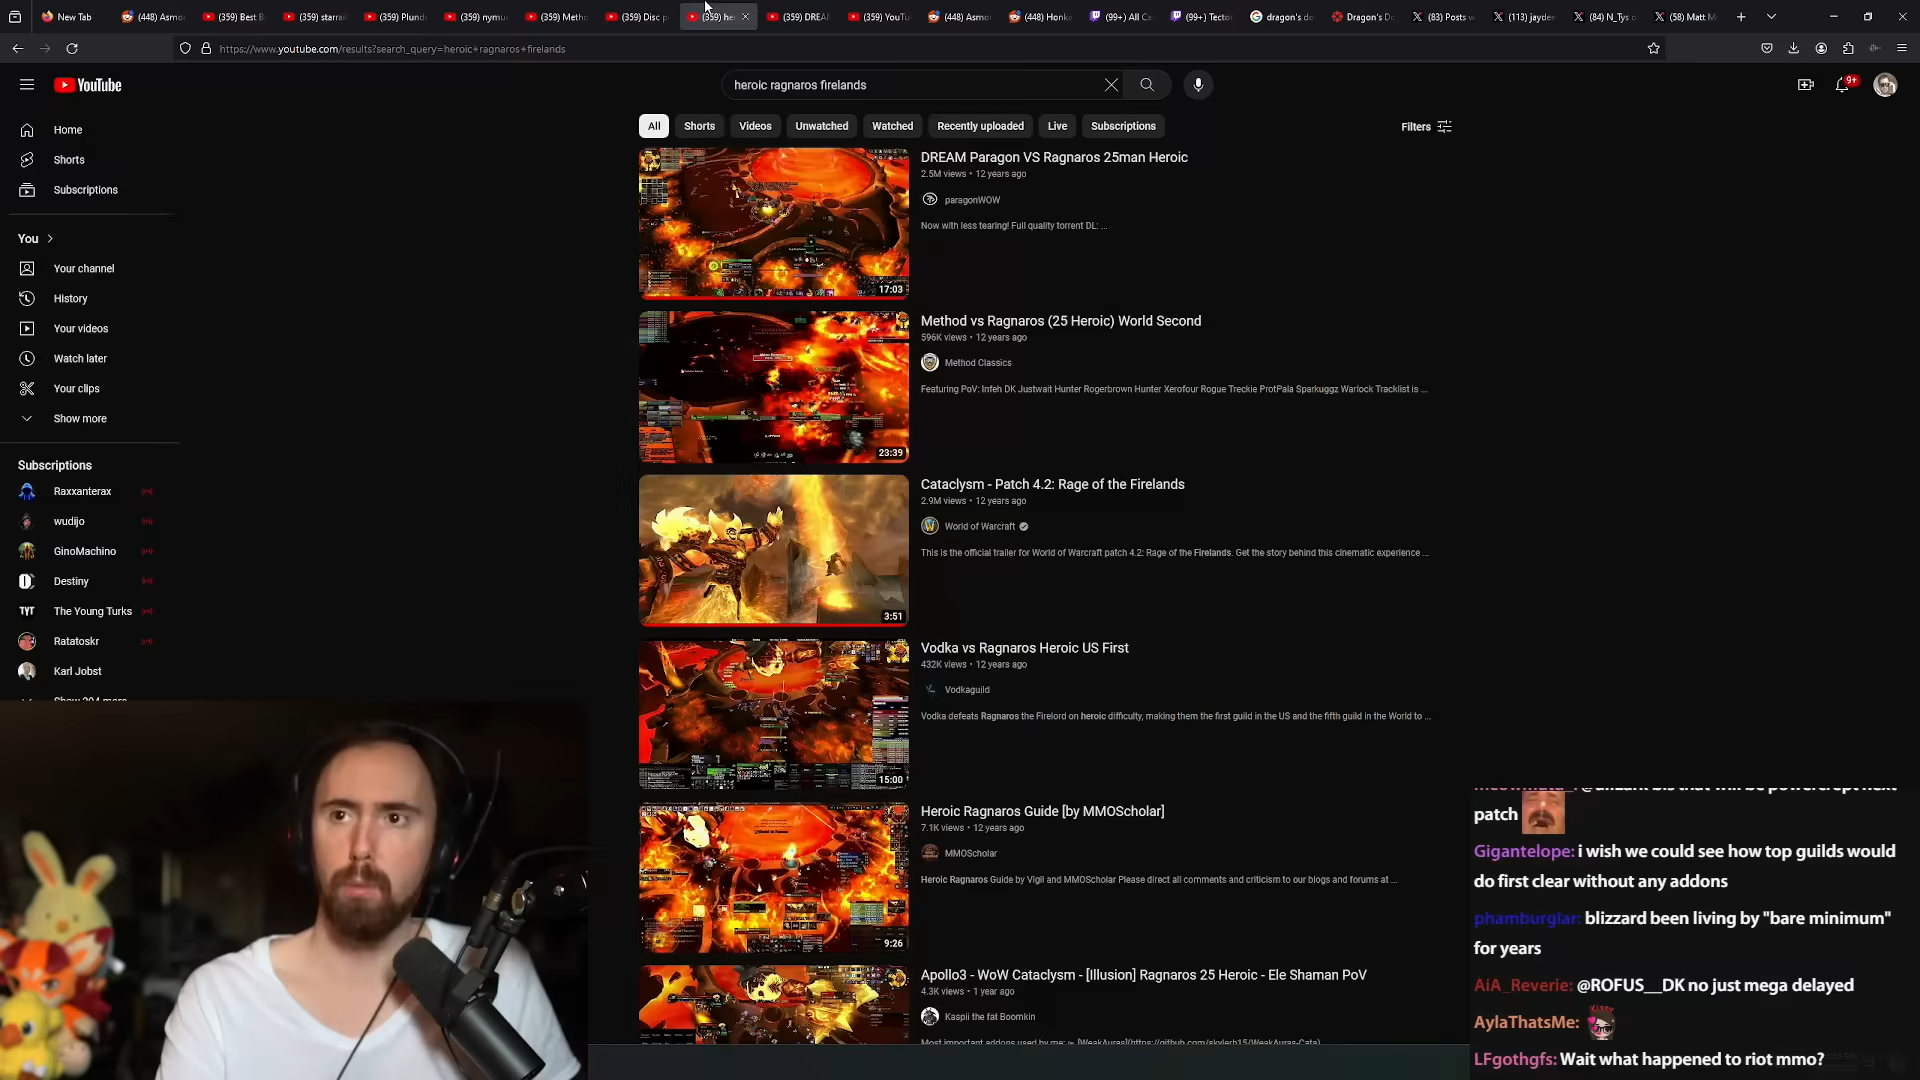 New Tab
(448) Asmo
(359) Best B
(359) starrail
(359) Plund
(359) nymu
(359) Metho
(359) Disc p
(359) he
(359) DREA
(359) YouTu
(448) Asmo
(448) Honka
(99+) All Ca
(99+) Tecto
dragon's do
Dragon's Do
(83) Posts w
(113) jaydee
(84) N_Tys o
(58) Matt M
https://www.youtube.com/results?search_query=heroic+ragnaros+firelands
YouTube
heroic ragnaros firelands
9+
All
Shorts
Videos
Unwatched
Watched
Recently uploaded
Live
Subscriptions
Filters
Home
Shorts
Subscriptions
You
Your channel
History
Your videos
Watch later
Your clips
Show more
Subscriptions
Raxxanterax
wudijo
GinoMachino
Destiny
TYT The Young Turks
Ratatoskr
Karl Jobst
DREAM Paragon VS Ragnaros 25man Heroic
2.5M views • 12 years ago
paragonWOW
Now with less tearing! Full quality torrent DL: ...
17:03
Method vs Ragnaros (25 Heroic) World Second
596K views • 12 years ago
Method Classics
Featuring PoV: Infeh DK Justwait Hunter Rogerbrown Hunter Xerofour Rogue Treckie ProtPala Sparkuggz Warlock Tracklist is ...
23:39
Cataclysm - Patch 4.2: Rage of the Firelands
2.9M views • 12 years ago
World of Warcraft
This is the official trailer for World of Warcraft patch 4.2: Rage of the Firelands. Get the story behind this cinematic experience ...
3:51
Vodka vs Ragnaros Heroic US First
432K views • 12 years ago
Vodkaguild
Vodka defeats Ragnaros the Firelord on heroic difficulty, making them the first guild in the US and the fifth guild in the World to ...
15:00
Heroic Ragnaros Guide [by MMOScholar]
7.1K views • 12 years ago
MMOScholar
Heroic Ragnaros Guide by Vigil and MMOScholar Please direct all comments and criticism to our blogs and forums at ...
9:26
Apollo3 - WoW Cataclysm - [Illusion] Ragnaros 25 Heroic - Ele Shaman PoV
4.3K views • 1 year ago
Kaspii the fat Boomkin
Most important addons used by me:
patch
Gigantelope: i wish we could see how top guilds would
do first clear without any addons
phamburglar: blizzard been living by "bare minimum"
for years
AiA_Reverie: @ROFUS__DK no just mega delayed
AylaThatsMe:
LFgothgfs: Wait what happened to riot mmo?